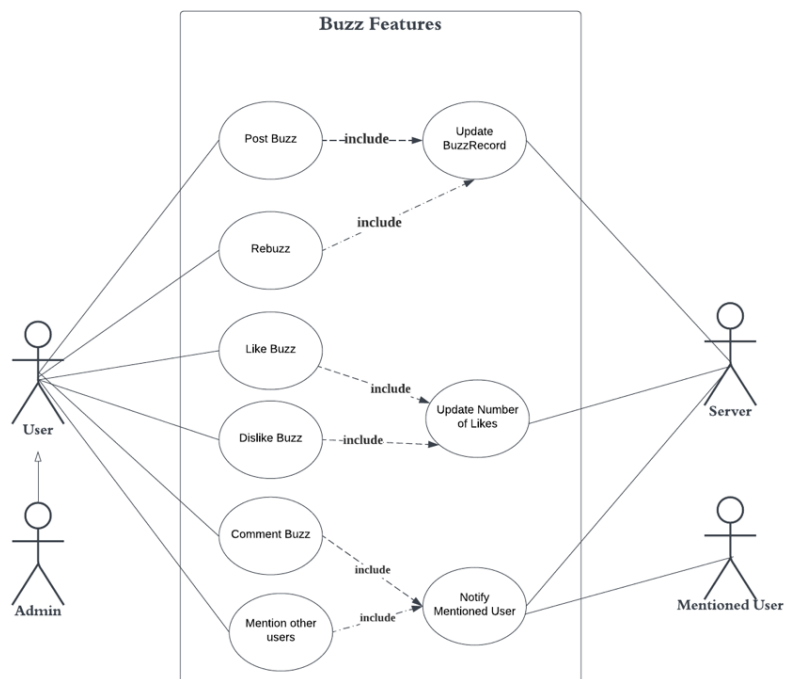 Buzz Features
Post Buzz
include
Update
BuzzRecord
include
Rebuzz
Like Buzz
include
Update Number
of Likes
Dislike Buzz
include
User
Server
Comment Buzz
include
Notify
Mentioned User
Mention other
users
include
Admin
Mentioned User